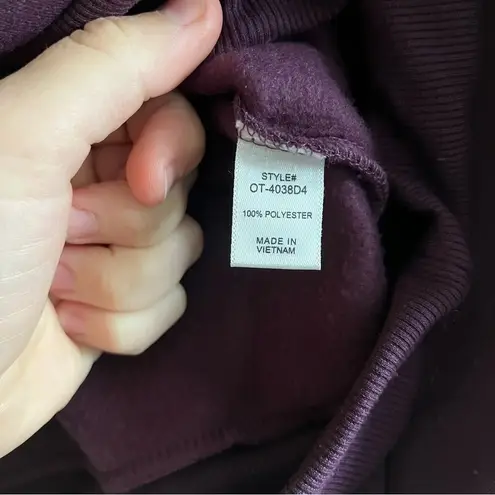 STYLE#
OT-4038D4
100% POLYESTER
MADE IN
VIETNAM